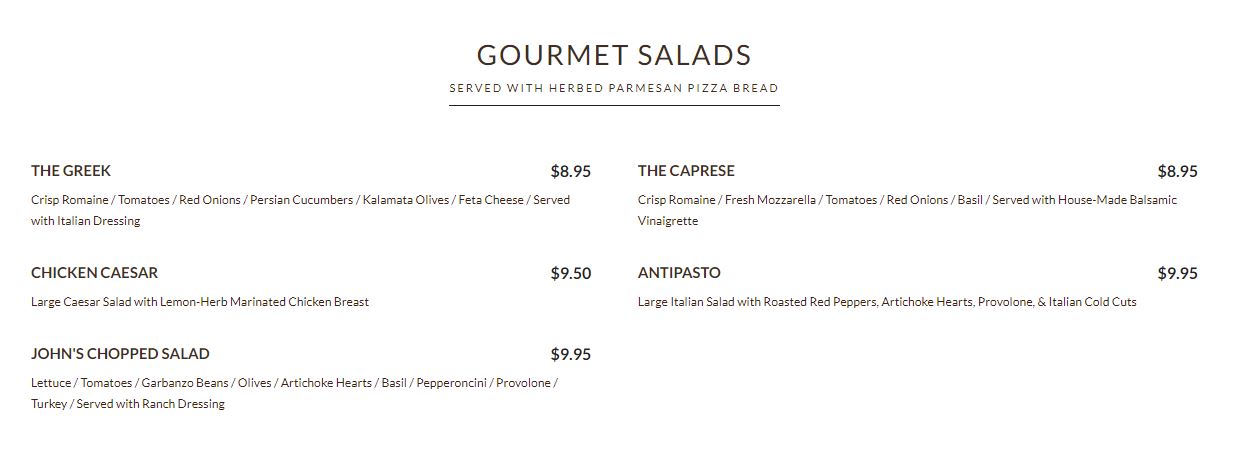 GOURMET SALADS
SERVED WITH HERBED PARMESAN PIZZA BREAD
THE GREEK $8.95
Crisp Romaine / Tomatoes / Red Onions / Persian Cucumbers / Kalamata Olives / Feta Cheese / Served
with Italian Dressing
THE CAPRESE $8.95
Crisp Romaine / Fresh Mozzarella / Tomatoes / Red Onions / Basil / Served with House-Made Balsamic
Vinaigrette
CHICKEN CAESAR $9.50
Large Caesar Salad with Lemon-Herb Marinated Chicken Breast
ANTIPASTO $9.95
Large Italian Salad with Roasted Red Peppers, Artichoke Hearts, Provolone, & Italian Cold Cuts
JOHN'S CHOPPED SALAD $9.95
Lettuce / Tomatoes / Garbanzo Beans / Olives / Artichoke Hearts / Basil / Pepperoncini / Provolone /
Turkey / Served with Ranch Dressing